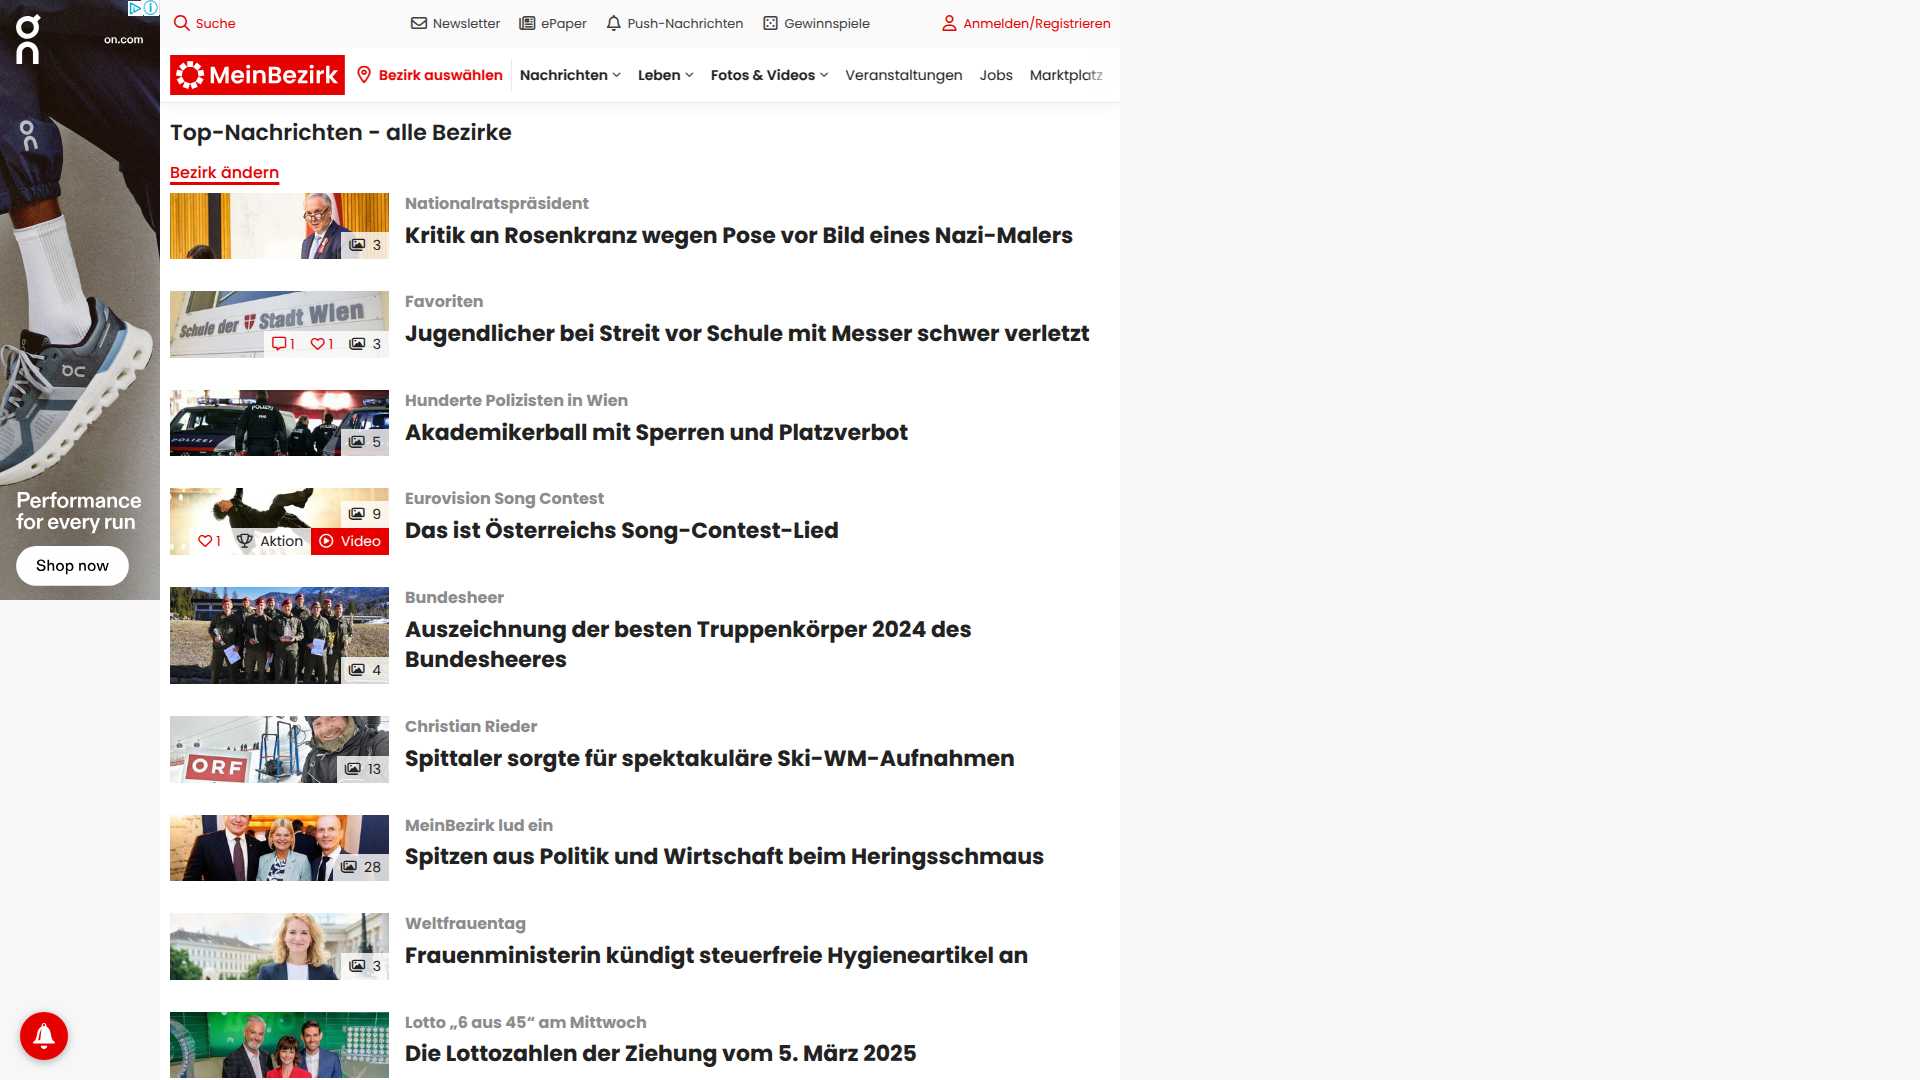 on.com
Performance
for every run
Shop now
Suche
Newsletter
ePaper
Push-Nachrichten
Gewinnspiele
Anmelden/Registrieren
MeinBezirk
Bezirk auswählen
Nachrichten
Leben
Fotos & Videos
Veranstaltungen
Jobs
Marktplatz
Top-Nachrichten - alle Bezirke
Bezirk ändern
3
Nationalratspräsident
Kritik an Rosenkranz wegen Pose vor Bild eines Nazi-Malers
Schule der Stadt Wien
1 1 3
Favoriten
Jugendlicher bei Streit vor Schule mit Messer schwer verletzt
POLIZEI
5
Hunderte Polizisten in Wien
Akademikerball mit Sperren und Platzverbot
9
1 Aktion Video
Eurovision Song Contest
Das ist Österreichs Song-Contest-Lied
4
Bundesheer
Auszeichnung der besten Truppenkörper 2024 des
Bundesheeres
ORF
13
Christian Rieder
Spittaler sorgte für spektakuläre Ski-WM-Aufnahmen
28
MeinBezirk lud ein
Spitzen aus Politik und Wirtschaft beim Heringsschmaus
3
Weltfrauentag
Frauenministerin kündigt steuerfreie Hygieneartikel an
Lotto „6 aus 45“ am Mittwoch
Die Lottozahlen der Ziehung vom 5. März 2025